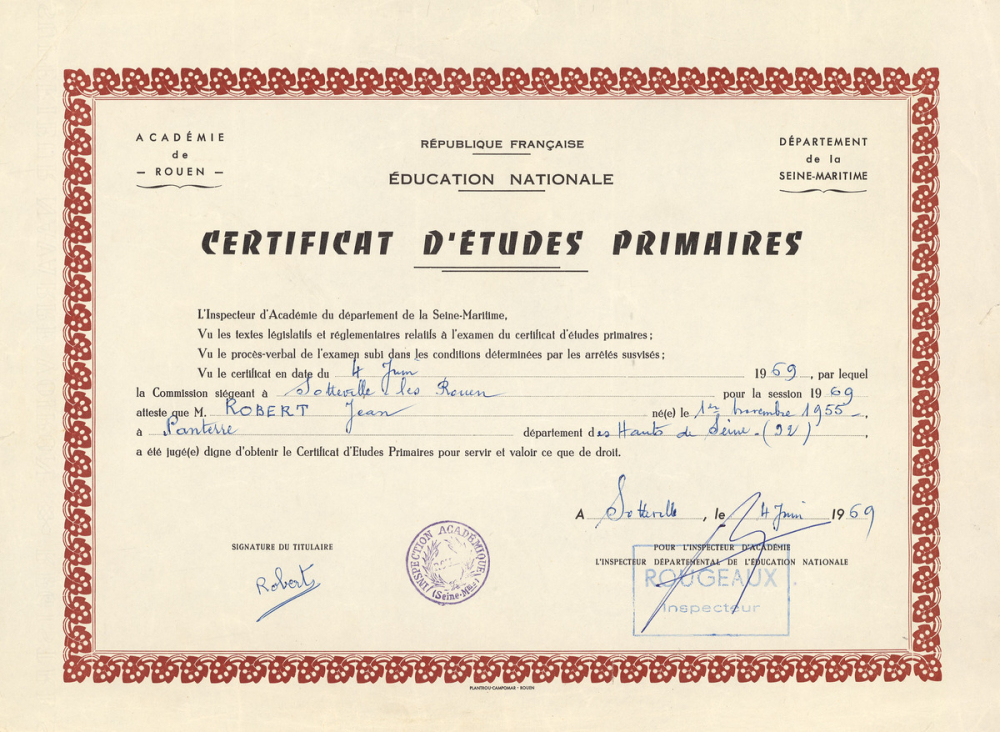 ACADÉMIE
de
— ROUEN —
RÉPUBLIQUE FRANÇAISE
ÉDUCATION NATIONALE
DÉPARTEMENT
de la
SEINE-MARITIME
CERTIFICAT D'ÉTUDES PRIMAIRES
L'Inspecteur d'Académie du département de la Seine-Maritime,
Vu les textes législatifs et réglementaires relatifs à l'examen du certificat d'études primaires ;
Vu le procès-verbal de l'examen subi dans les conditions déterminées par les arrêtés susvisés ;
Vu le certificat en date du 4 Juin 1969, par lequel
la Commission siégeant à Sotteville les Rouen pour la session 1969
atteste que M. ROBERT Jean né(e) le 1er novembre 1955,
à Nanterre département des Hauts de Seine - (92),
a été jugé(e) digne d'obtenir le Certificat d'Etudes Primaires pour servir et valoir ce que de droit.
A Sotteville, le 4 Juin 1969
SIGNATURE DU TITULAIRE
Robert
INSPECTION ACADÉMIQUE
(Seine-Mme)
POUR L'INSPECTEUR D'ACADÉMIE
L'INSPECTEUR DÉPARTEMENTAL DE L'ÉDUCATION NATIONALE
ROUGEAUX
Inspecteur
PLANTROU-CAMPOMAR - ROUEN